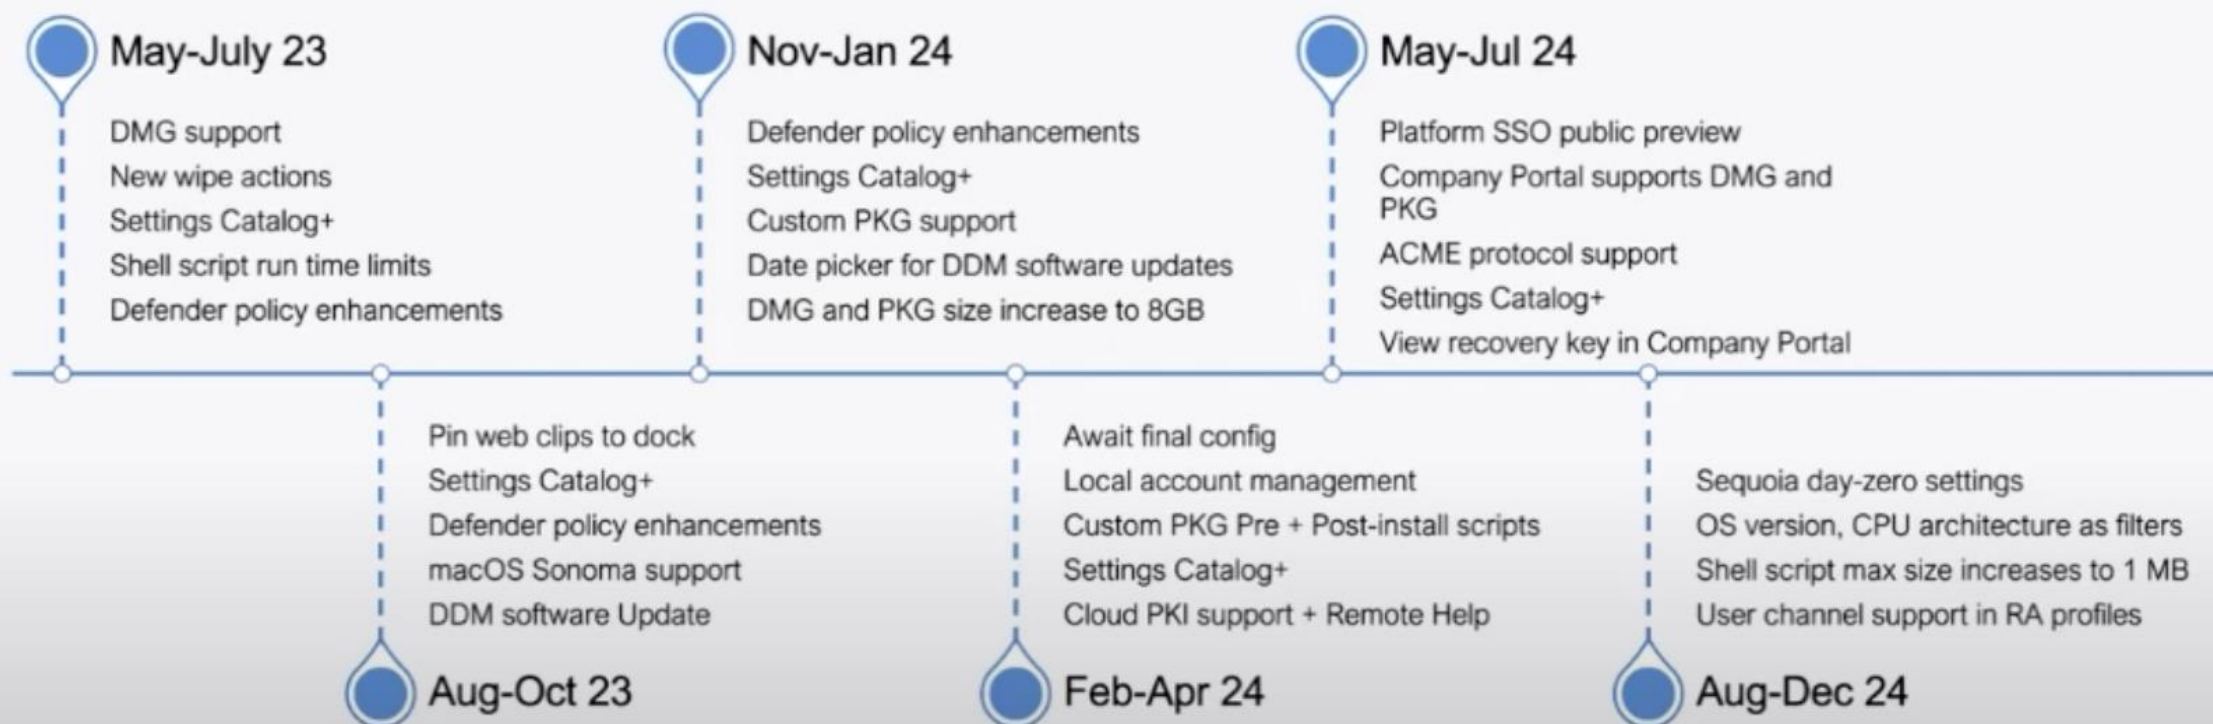 May-July 23
DMG support
New wipe actions
Settings Catalog+
Shell script run time limits
Defender policy enhancements
Pin web clips to dock
Settings Catalog+
Defender policy enhancements
macOS Sonoma support
DDM software Update
Aug-Oct 23
Nov-Jan 24
Defender policy enhancements
Settings Catalog+
Custom PKG support
Date picker for DDM software updates
DMG and PKG size increase to 8GB
Await final config
Local account management
Custom PKG Pre + Post-install scripts
Settings Catalog+
Cloud PKI support + Remote Help
Feb-Apr 24
May-Jul 24
Platform SSO public preview
Company Portal supports DMG and
PKG
ACME protocol support
Settings Catalog+
View recovery key in Company Portal
Sequoia day-zero settings
OS version, CPU architecture as filters
Shell script max size increases to 1 MB
User channel support in RA profiles
Aug-Dec 24